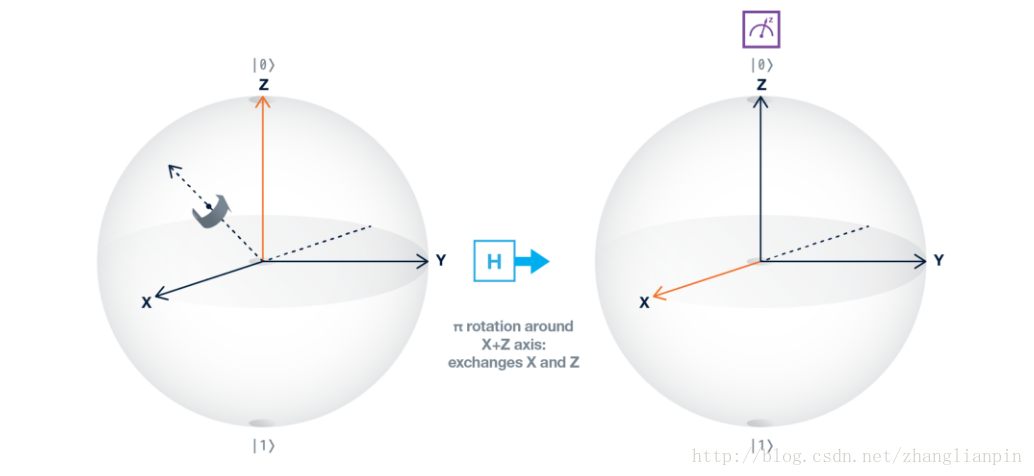 |0⟩
Z
Y
X
|1⟩
H
π rotation around
X+Z axis:
exchanges X and Z
z
|0⟩
Z
Y
X
|1⟩
http://blog.csdn.net/zhanglianpin